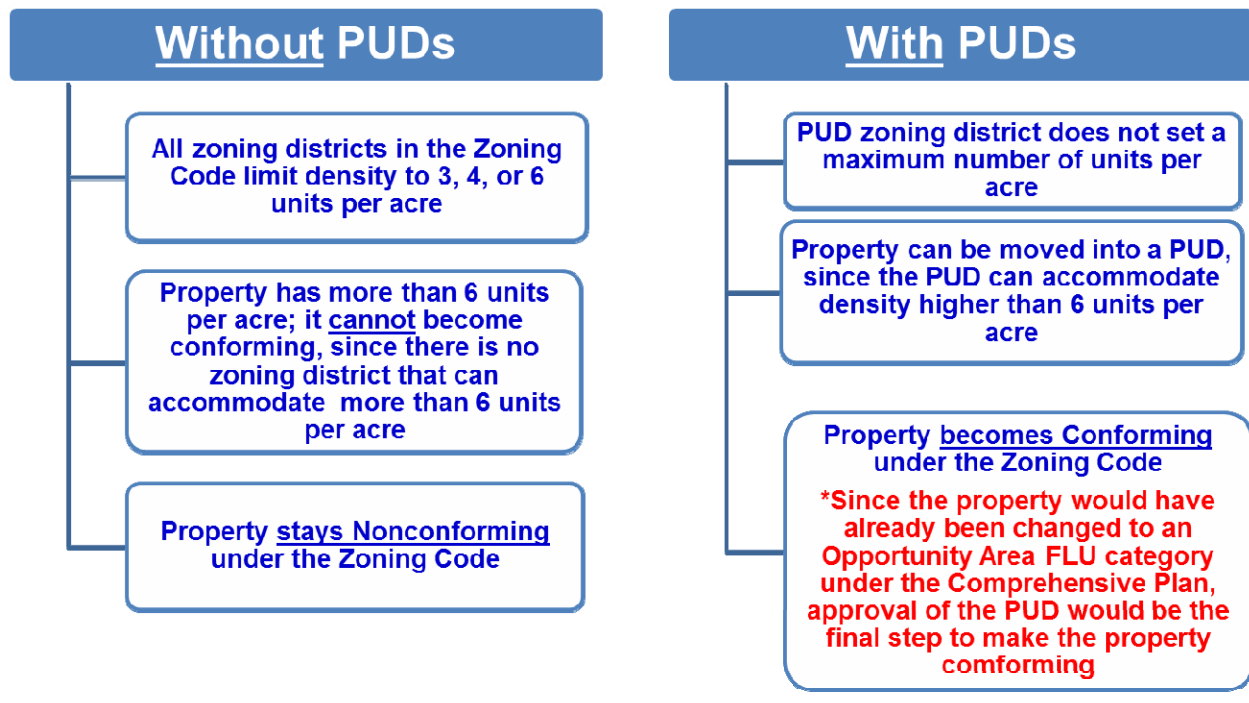 Without PUDs
All zoning districts in the Zoning
Code limit density to 3, 4, or 6
units per acre
Property has more than 6 units
per acre; it cannot become
conforming, since there is no
zoning district that can
accommodate more than 6 units
per acre
Property stays Nonconforming
under the Zoning Code
With PUDs
PUD zoning district does not set a
maximum number of units per
acre
Property can be moved into a PUD,
since the PUD can accommodate
density higher than 6 units per
acre
Property becomes Conforming
under the Zoning Code
*Since the property would have
already been changed to an
Opportunity Area FLU category
under the Comprehensive Plan,
approval of the PUD would be the
final step to make the property
comforming